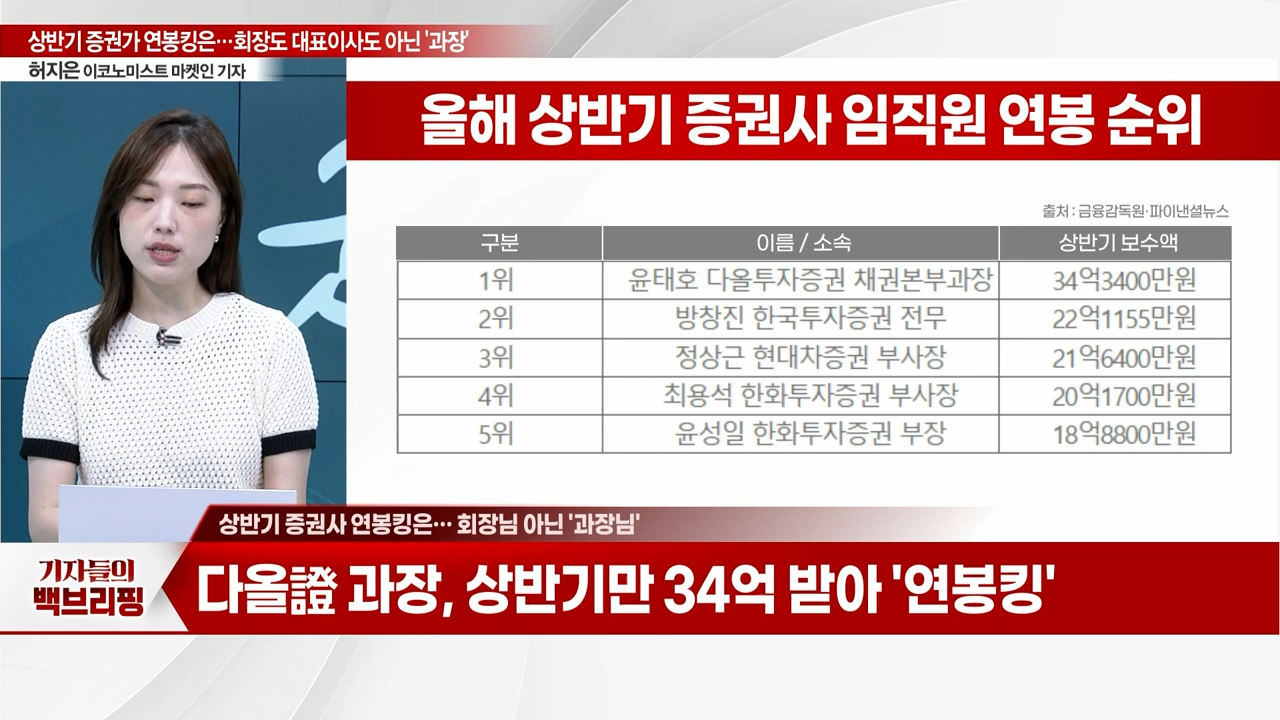 상반기 증권가 연봉킹은…회장도 대표이사도 아닌 '과장'
허지은 이코노미스트 마켓인 기자
올해 상반기 증권사 임직원 연봉 순위
출처 : 금융감독원·파이낸셜뉴스
구분 이름 / 소속 상반기 보수액
1위 윤태호 다올투자증권 채권본부과장 34억3400만원
2위 방창진 한국투자증권 전무 22억1155만원
3위 정상근 현대차증권 부사장 21억6400만원
4위 최용석 한화투자증권 부사장 20억1700만원
5위 윤성일 한화투자증권 부장 18억8800만원
상반기 증권사 연봉킹은… 회장님 아닌 '과장님'
기자들의
백브리핑
다올證 과장, 상반기만 34억 받아 '연봉킹'